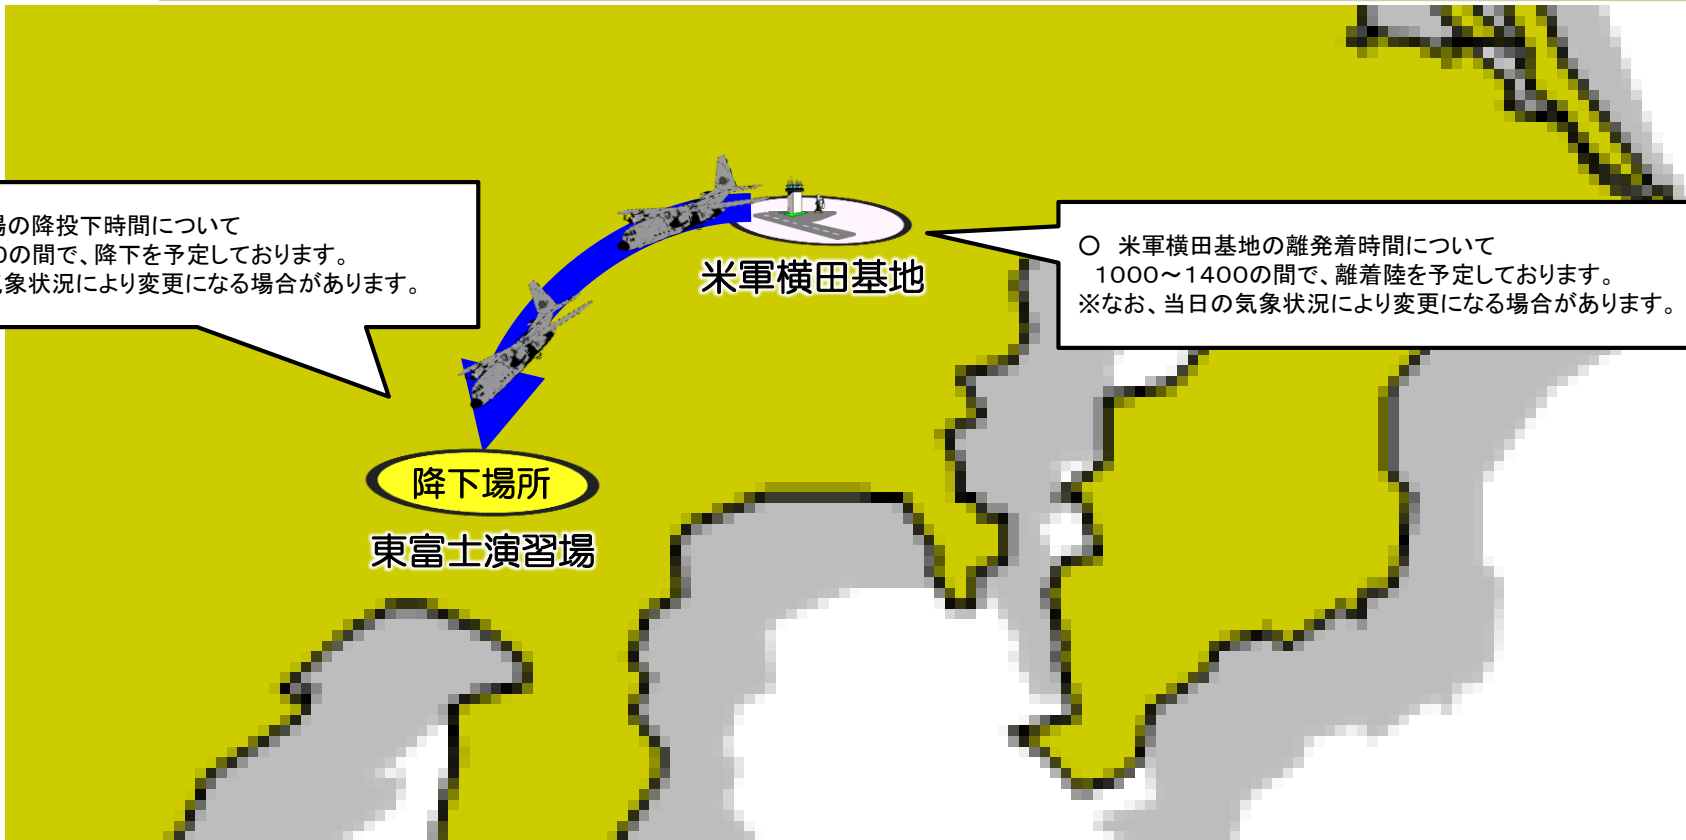 場の降投下時間について
0の間で、降下を予定しております。
気象状況により変更になる場合があります。
米軍横田基地
○ 米軍横田基地の離発着時間について
1000～1400の間で、離着陸を予定しております。
※なお、当日の気象状況により変更になる場合があります。
降下場所
東富士演習場